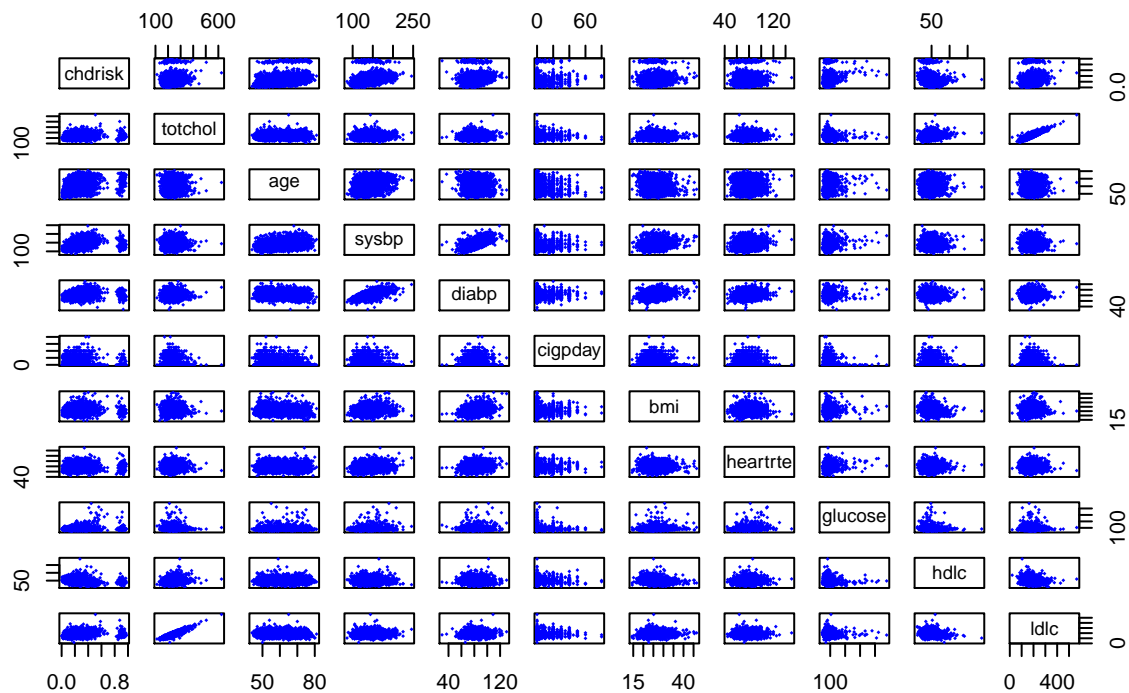 100 600 100 250 0 60 40 120 50
chdrisk 0.0
100 totchol
age 50
100 sysbp
diabp 40
0 cigpday
bmi 15
40 heartrte
glucose 100
50 hdlc
ldlc 0
0.0 0.8 50 80 40 120 15 40 100 0 400